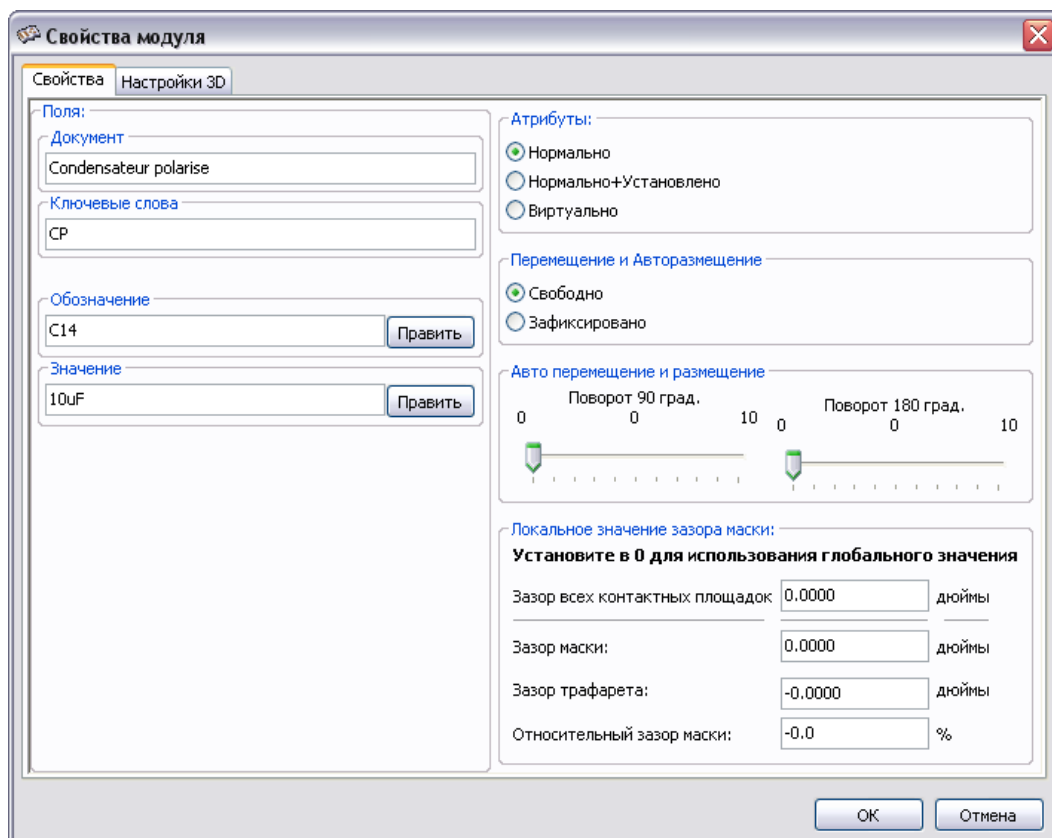 Свойства модуля
Свойства
Настройки 3D
Поля:
Документ
Condensateur polarise
Ключевые слова
CP
Обозначение
C14
Править
Значение
10uF
Править
Атрибуты:
Нормально
Нормально+Установлено
Виртуально
Перемещение и Авторазмещение
Свободно
Зафиксировано
Авто перемещение и размещение
Поворот 90 град.
0 0 10
Поворот 180 град.
0 0 10
Локальное значение зазора маски:
Установите в 0 для использования глобального значения
Зазор всех контактных площадок 0.0000 дюймы
Зазор маски: 0.0000 дюймы
Зазор трафарета: -0.0000 дюймы
Относительный зазор маски: -0.0 %
OK
Отмена